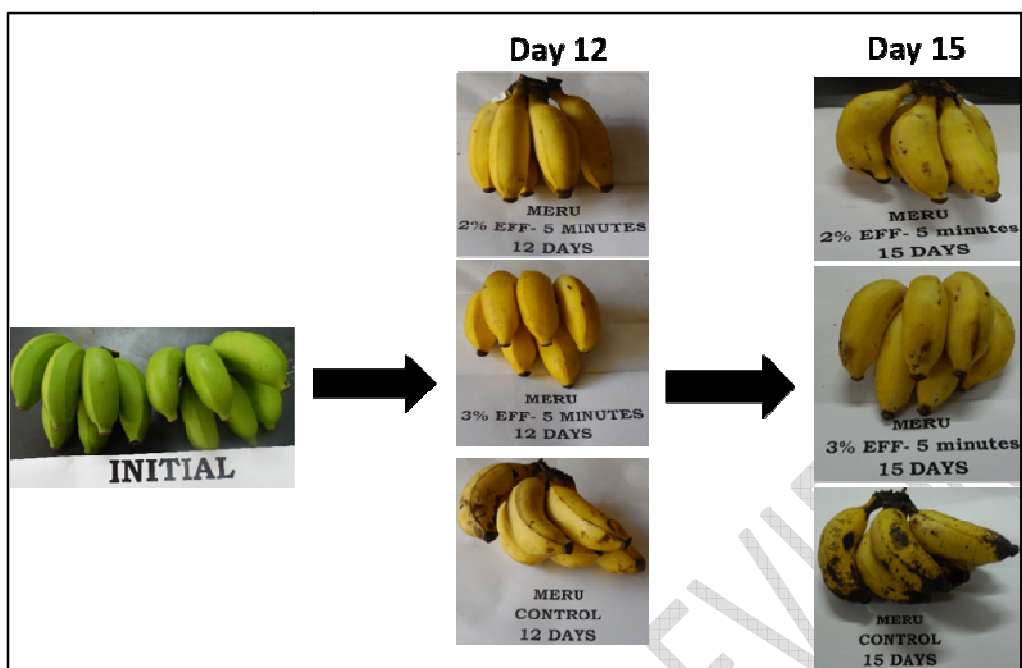 Day 12
Day 15
MERU
2% EFF- 5 MINUTES
12 DAYS
MERU
2% EFF- 5 minutes
15 DAYS
INITIAL
MERU
3% EFF- 5 MINUTES
12 DAYS
MERU
3% EFF- 5 minutes
15 DAYS
MERU
CONTROL
12 DAYS
MERU
CONTROL
15 DAYS